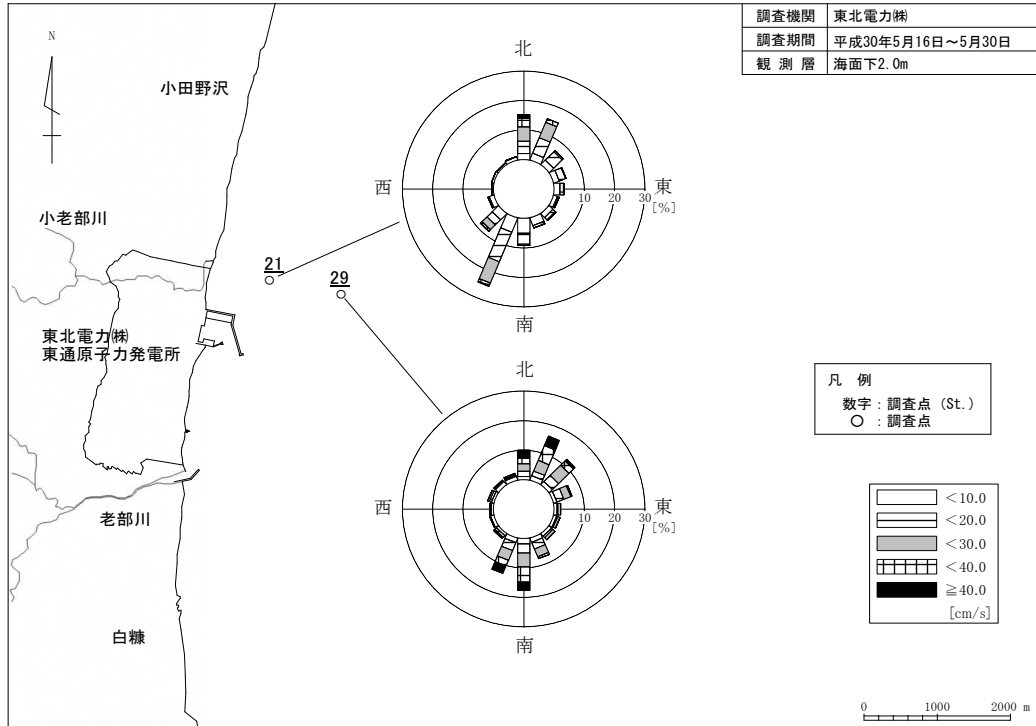 調査機関 東北電力㈱
調査期間 平成30年5月16日～5月30日
観測層 海面下2.0m
N
小田野沢
小老部川
21
29
東北電力㈱
東通原子力発電所
老部川
白糠
北
西
東
10 20 30
[%]
南
北
西
東
10 20 30
[%]
南
凡 例
数字：調査点 (St.)
○ ：調査点
＜10.0
＜20.0
＜30.0
＜40.0
≧40.0
[cm/s]
0 1000 2000 m